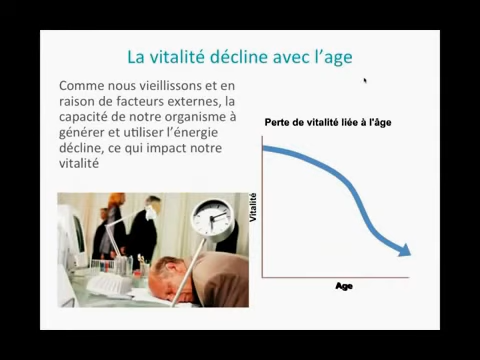 La vitalité décline avec l’age
Comme nous vieillissons et en
raison de facteurs externes, la
capacité de notre organisme à
générer et utiliser l’énergie
décline, ce qui impact notre
vitalité
Perte de vitalité liée à l'âge
Vitalité
Age